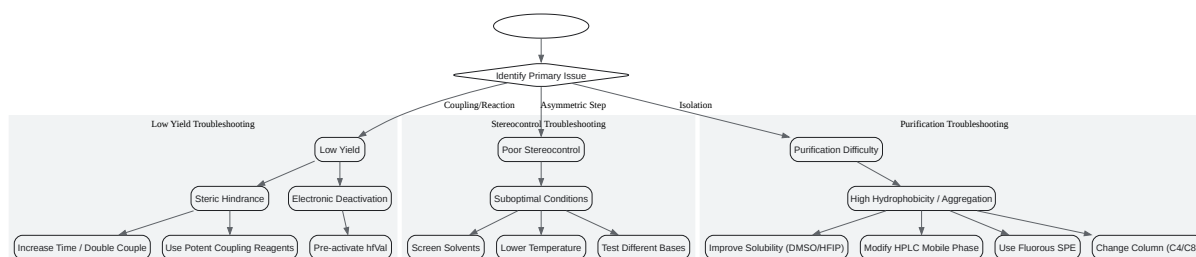 Identify Primary Issue
Coupling/Reaction
Asymmetric Step
Isolation
Low Yield Troubleshooting
Stereocontrol Troubleshooting
Purification Troubleshooting
Low Yield
Poor Stereocontrol
Purification Difficulty
Steric Hindrance
Electronic Deactivation
Suboptimal Conditions
High Hydrophobicity / Aggregation
Increase Time / Double Couple
Use Potent Coupling Reagents
Pre-activate hfVal
Screen Solvents
Lower Temperature
Test Different Bases
Improve Solubility (DMSO/HFIP)
Modify HPLC Mobile Phase
Use Fluorous SPE
Change Column (C4/C8